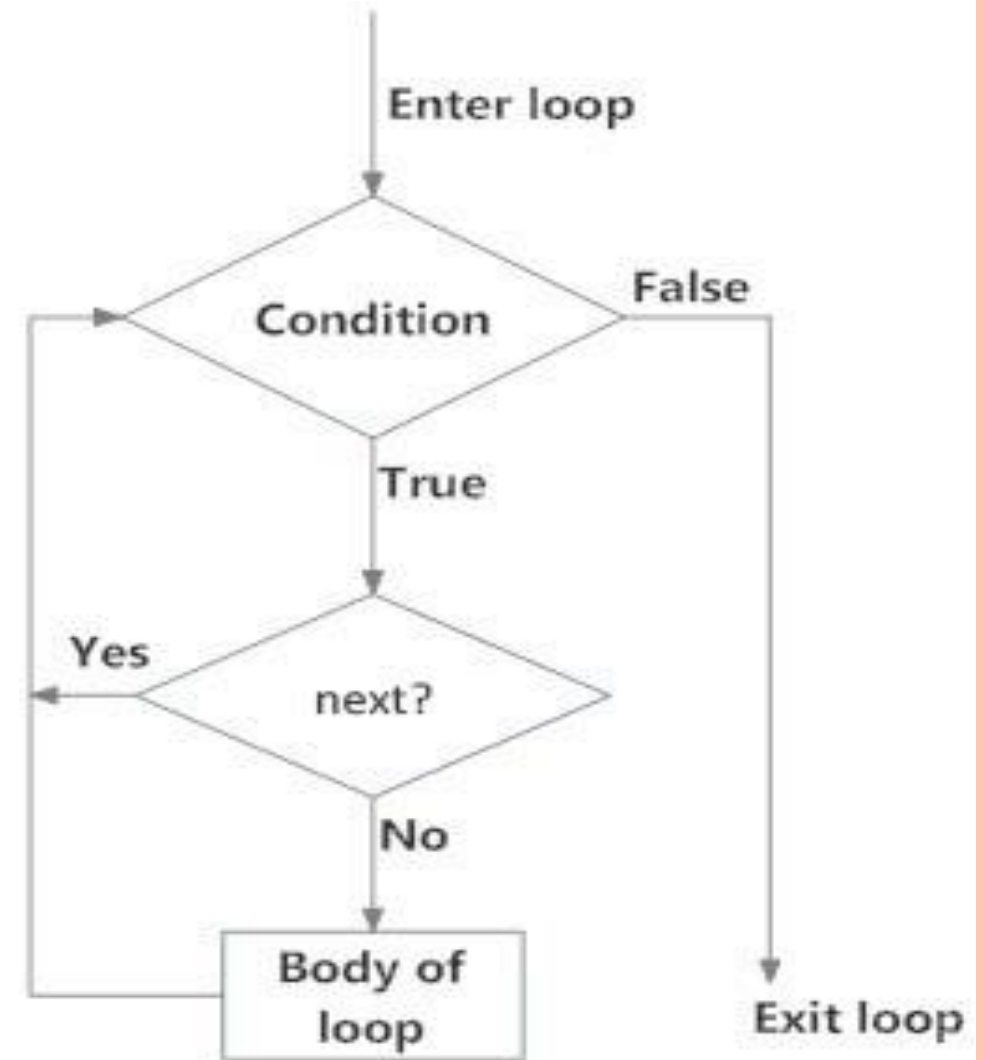 Enter loop
False
Condition
True
Yes
next?
No
Body of
loop
Exit loop